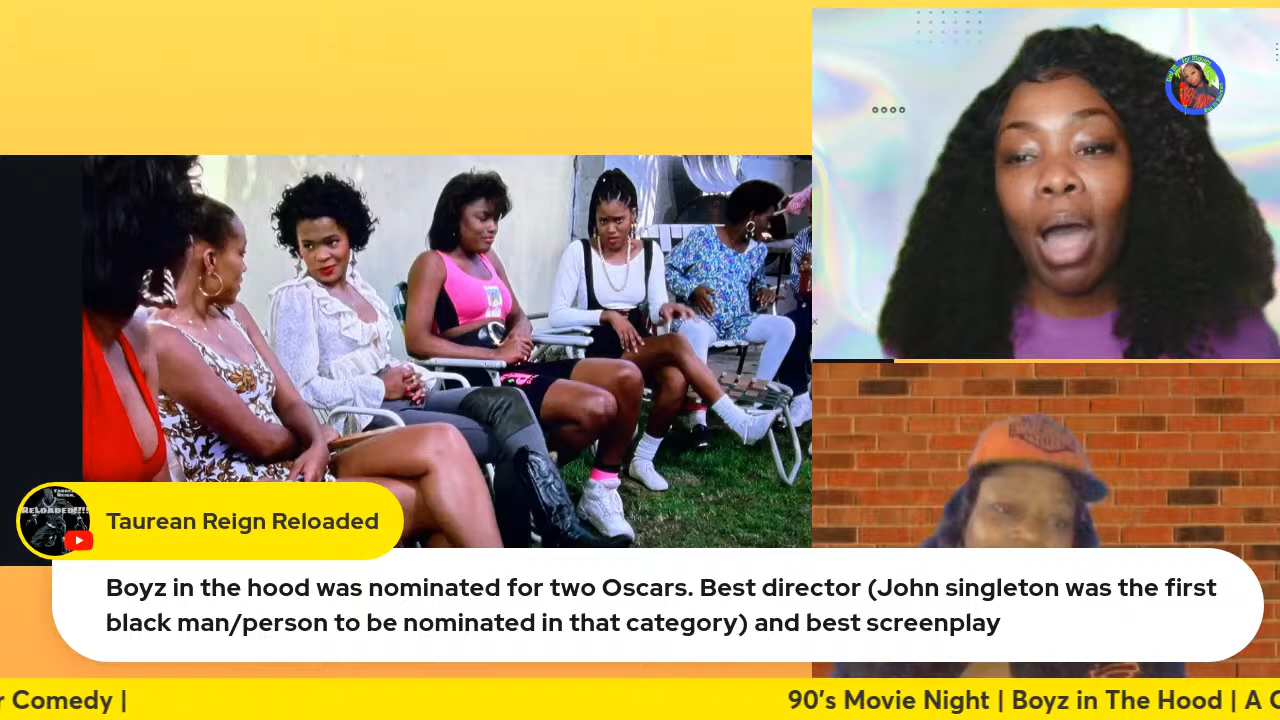 RELOADED!!!!
Taurean Reign Reloaded
Boyz in the hood was nominated for two Oscars. Best director (John singleton was the first
black man/person to be nominated in that category) and best screenplay
r Comedy |
90's Movie Night | Boyz in The Hood | A C